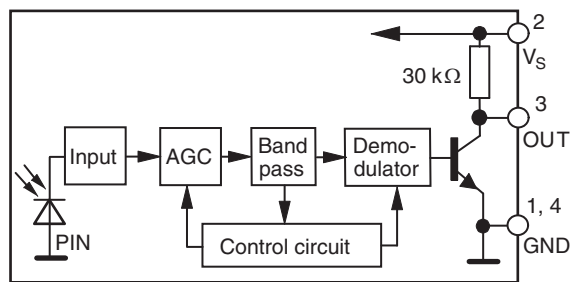 2
V_S
30 kΩ
3
OUT
Input
AGC
Band
pass
Demo-
dulator
1, 4
GND
PIN
Control circuit